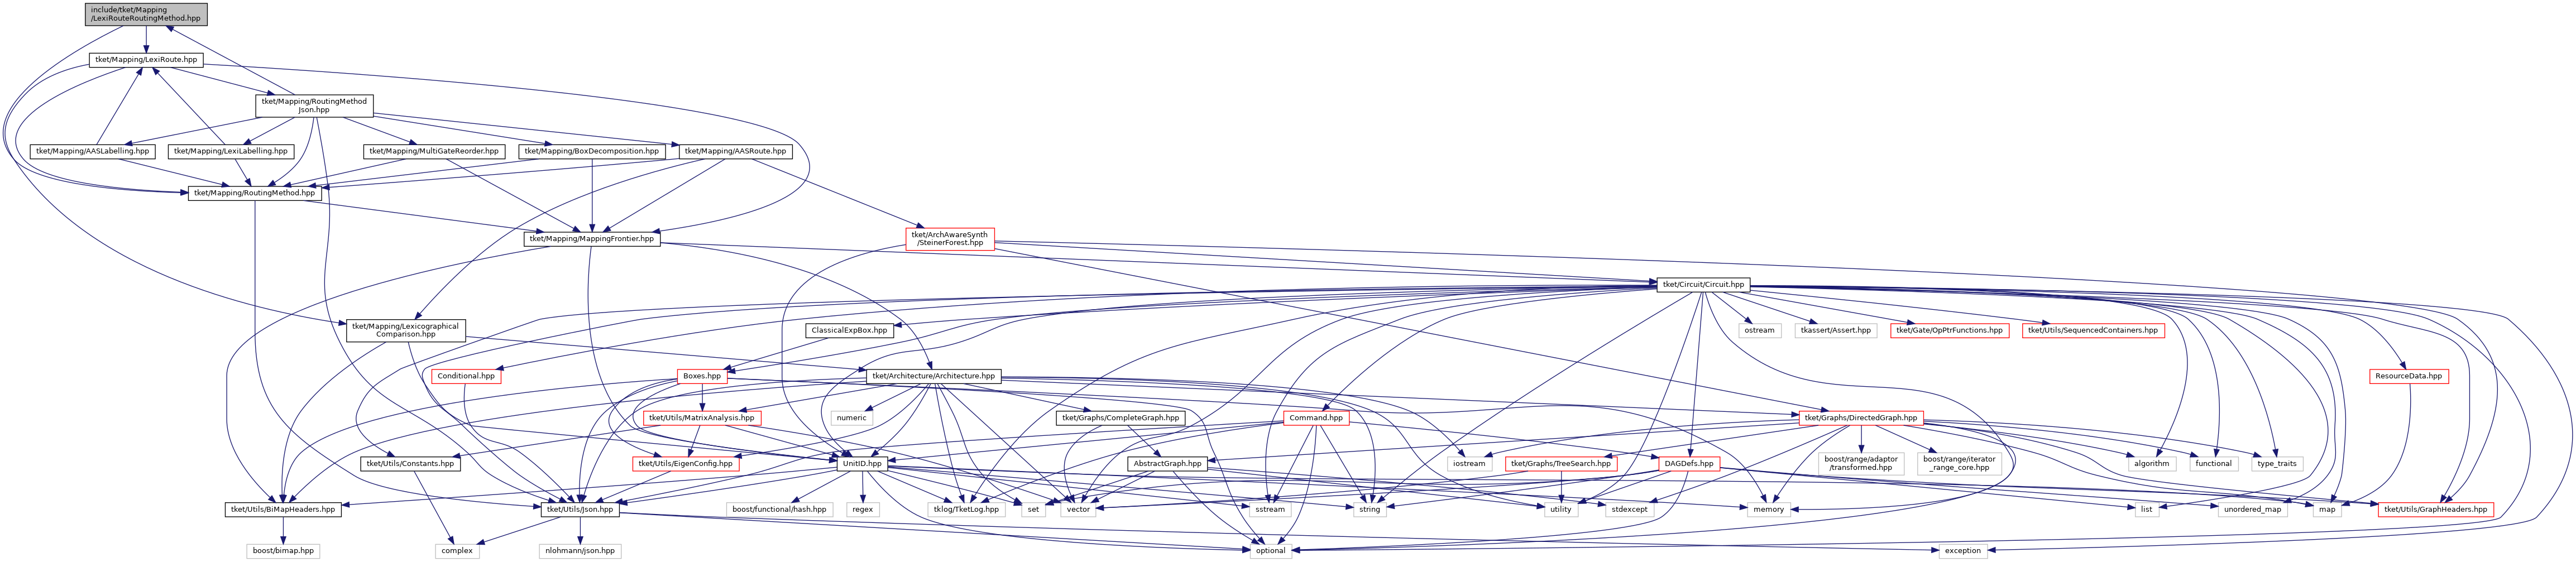 include/tket/Mapping
/LexiRouteRoutingMethod.hpp
tket/Mapping/LexiRoute.hpp
tket/Mapping/RoutingMethod
Json.hpp
tket/Mapping/AASLabelling.hpp
tket/Mapping/LexiLabelling.hpp
tket/Mapping/MultiGateReorder.hpp
tket/Mapping/BoxDecomposition.hpp
tket/Mapping/AASRoute.hpp
tket/Mapping/RoutingMethod.hpp
tket/Mapping/MappingFrontier.hpp
tket/ArchAwareSynth
/SteinerForest.hpp
tket/Circuit/Circuit.hpp
tket/Mapping/Lexicographical
Comparison.hpp
ClassicalExpBox.hpp
ostream
tkassert/Assert.hpp
tket/Gate/OpPtrFunctions.hpp
tket/Utils/SequencedContainers.hpp
Conditional.hpp
Boxes.hpp
tket/Architecture/Architecture.hpp
ResourceData.hpp
tket/Utils/MatrixAnalysis.hpp
numeric
tket/Graphs/CompleteGraph.hpp
Command.hpp
tket/Graphs/DirectedGraph.hpp
tket/Utils/Constants.hpp
tket/Utils/EigenConfig.hpp
UnitID.hpp
AbstractGraph.hpp
iostream
tket/Graphs/TreeSearch.hpp
DAGDefs.hpp
boost/range/adaptor
/transformed.hpp
boost/range/iterator
_range_core.hpp
algorithm
functional
type_traits
tket/Utils/BiMapHeaders.hpp
tket/Utils/Json.hpp
boost/functional/hash.hpp
regex
tklog/TketLog.hpp
set
vector
sstream
string
utility
stdexcept
memory
list
unordered_map
map
tket/Utils/GraphHeaders.hpp
boost/bimap.hpp
complex
nlohmann/json.hpp
optional
exception